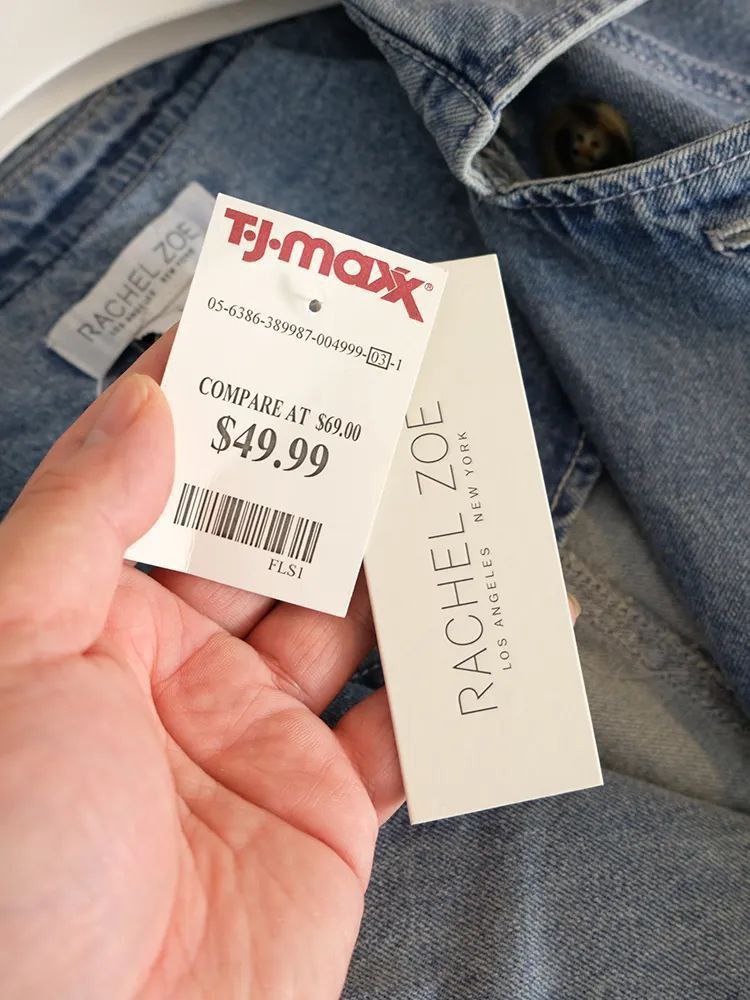 RACHEL ZOE
LOS ANGELES NEW YORK
T·J·maxx®
05-6386-389987-004999-03-1
COMPARE AT $69.00
$49.99
FLS1
RACHEL ZOE
LOS ANGELES NEW YORK